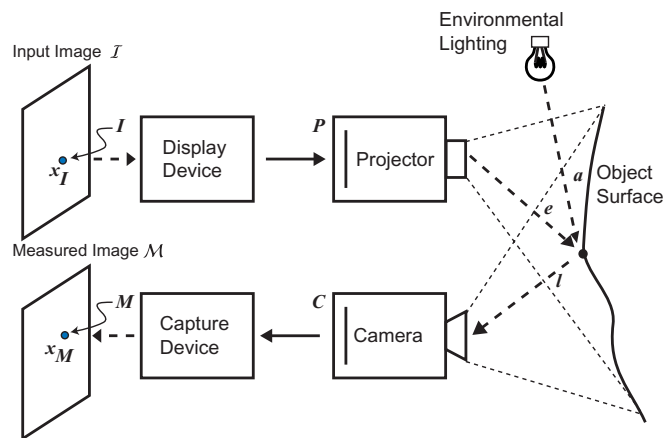 Environmental
Lighting
Input Image I
I
x_I
Display
Device
P
Projector
a
Object
Surface
e
Measured Image M
M
x_M
Capture
Device
C
Camera
l